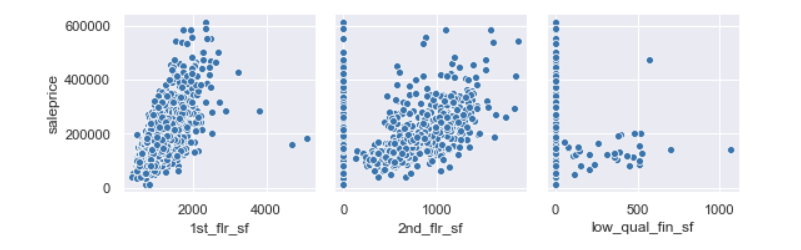 600000
400000
200000
0
saleprice
2000 4000
1st_flr_sf
0 1000
2nd_flr_sf
0 500 1000
low_qual_fin_sf